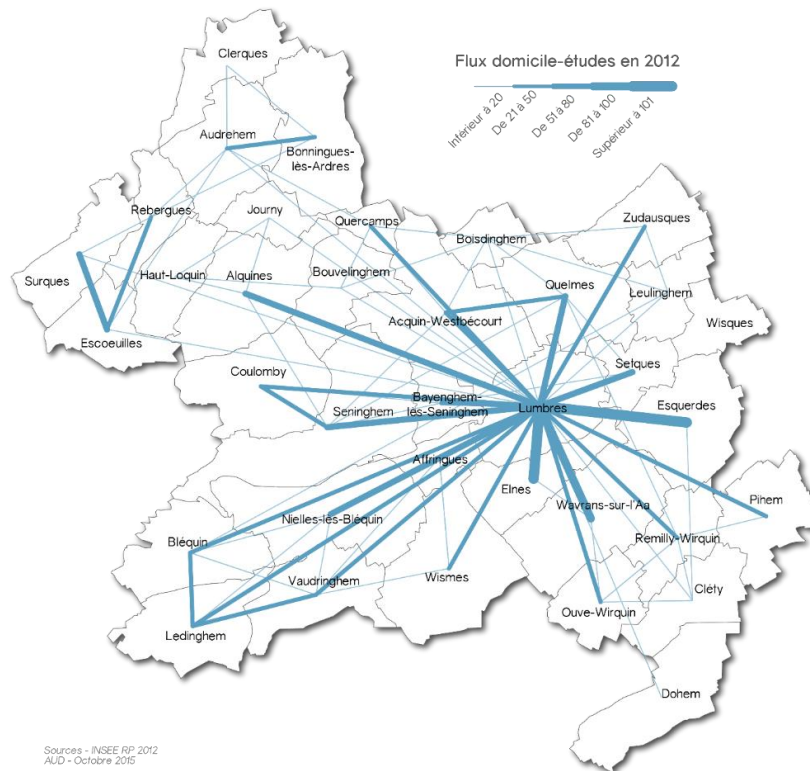 Clerques
Flux domicile-études en 2012
Inférieur à 20
De 21 à 50
De 51 à 80
De 81 à 100
Supérieur à 101
Audrehem
Bonningues-
lès-Ardres
Rebergues
Journy
Quercamps
Zudausques
Boisdinghem
Surques
Haut-Loquin
Alquines
Bouvelinghem
Quelmes
Leulinghem
Acquin-Westbécourt
Wisques
Escoeuilles
Setques
Coulomby
Bayenghem-
lès-Seninghem
Seninghem
Lumbres
Esquerdes
Affringues
Elnes
Wavrans-sur-l'Aa
Pihem
Nielles-lès-Bléquin
Remilly-Wirquin
Bléquin
Vaudringhem
Wismes
Cléty
Ouve-Wirquin
Ledinghem
Dohem
Sources - INSEE RP 2012
AUD - Octobre 2015